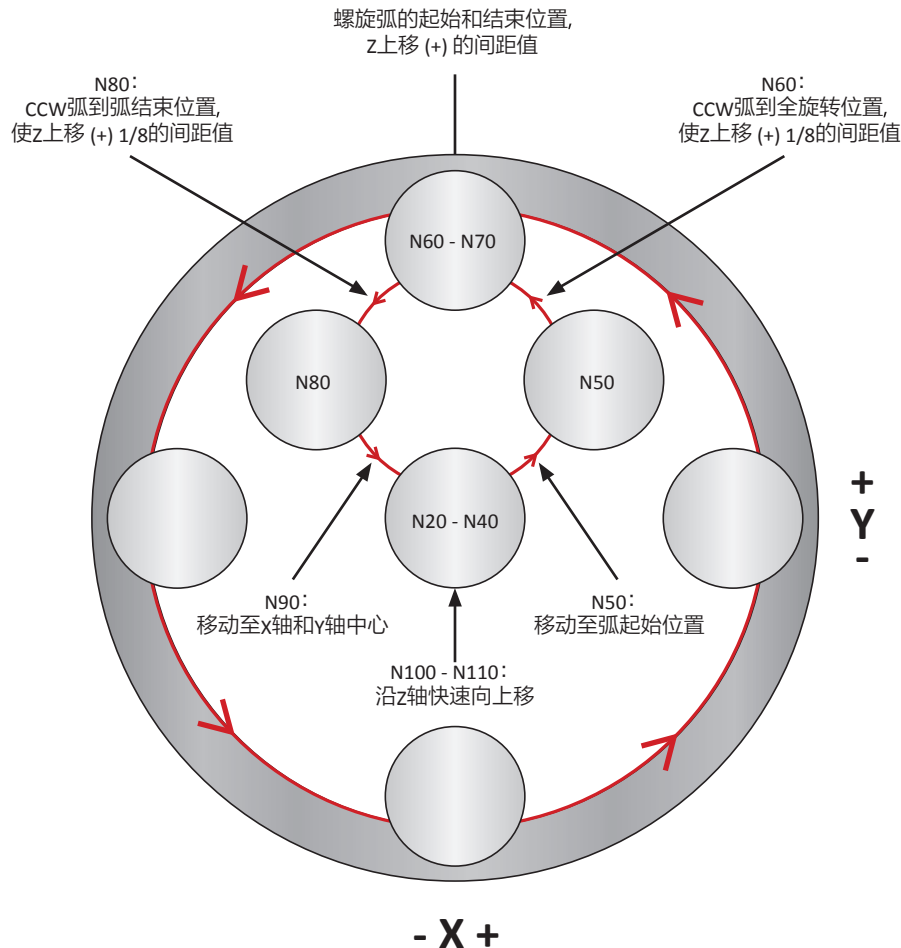 螺旋弧的起始和结束位置,
Z上移 (+) 的间距值
N80：
CCW弧到弧结束位置,
使Z上移 (+) 1/8的间距值
N60：
CCW弧到全旋转位置,
使Z上移 (+) 1/8的间距值
N60 - N70
N80
N50
N20 - N40
+
Y
-
N90：
移动至X轴和Y轴中心
N50：
移动至弧起始位置
N100 - N110：
沿Z轴快速向上移
- X +